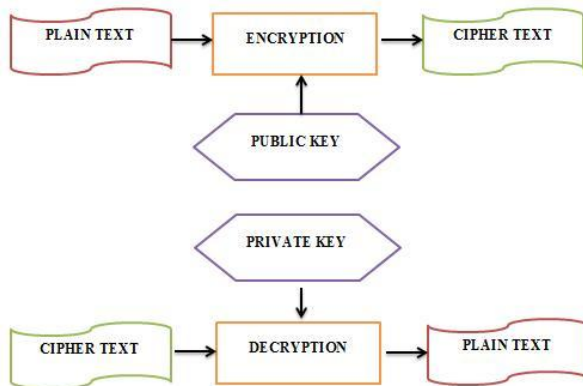 PLAIN TEXT
ENCRYPTION
CIPHER TEXT
PUBLIC KEY
PRIVATE KEY
CIPHER TEXT
DECRYPTION
PLAIN TEXT